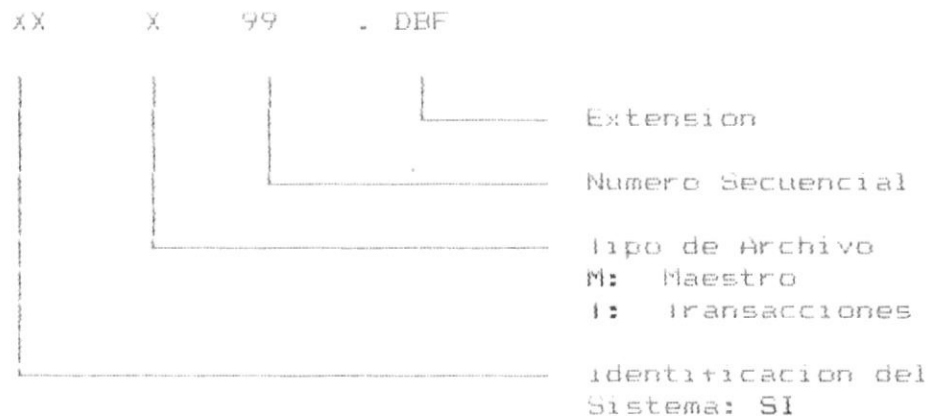 XX X 99 . DBF
Extension
Numero Secuencial
Tipo de Archivo
M: Maestro
T: Transacciones
Identificacion del
Sistema: SI